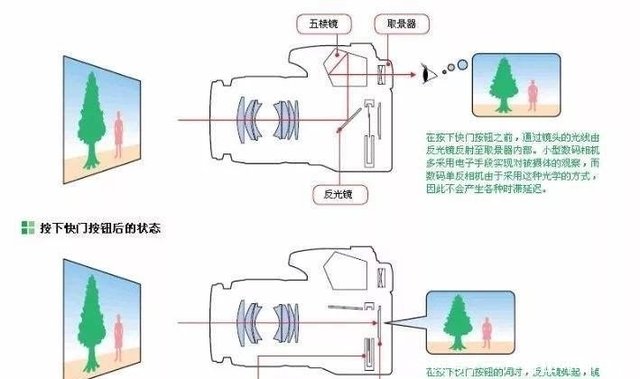 五棱镜
取景器
在按下快门按钮之前，通过镜头的光线由
反光镜反射至取景器内部。小型数码相机
多采用电子手段实现对被摄体的观察，而
数码单反相机由于采用这种光学的方式，
因此不会产生各种时滞延迟。
反光镜
按下快门按钮后的状态
在按下快门按钮的同时，反光镜弹起，